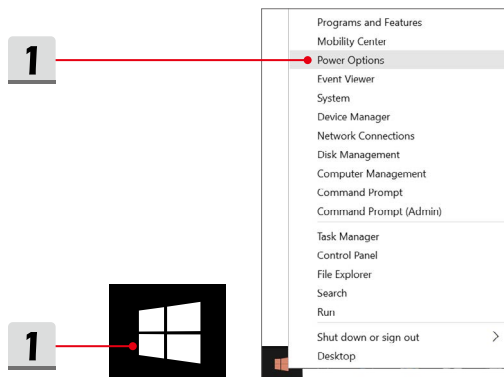 Programs and Features
Mobility Center
1
Power Options
Event Viewer
System
Device Manager
Network Connections
Disk Management
Computer Management
Command Prompt
Command Prompt (Admin)
Task Manager
Control Panel
File Explorer
Search
Run
1
Shut down or sign out
Desktop